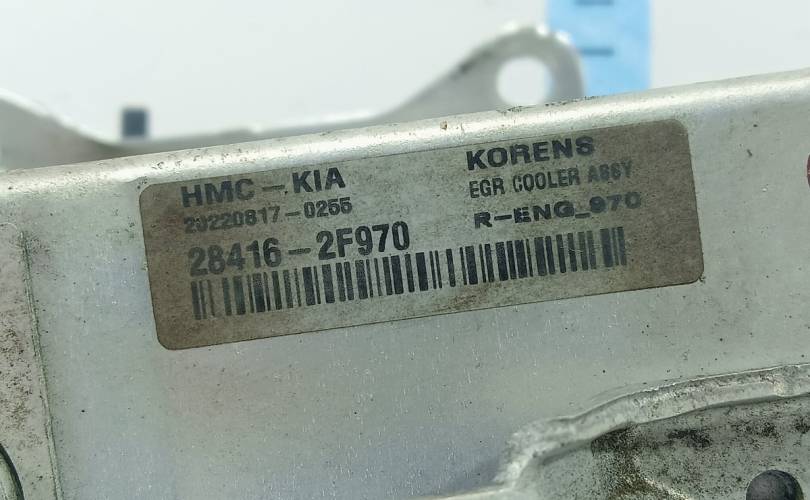 HMC-KIA
20220817-0255
28416-2F970
KORENS
EGR COOLER ASSY
R-ENG_970